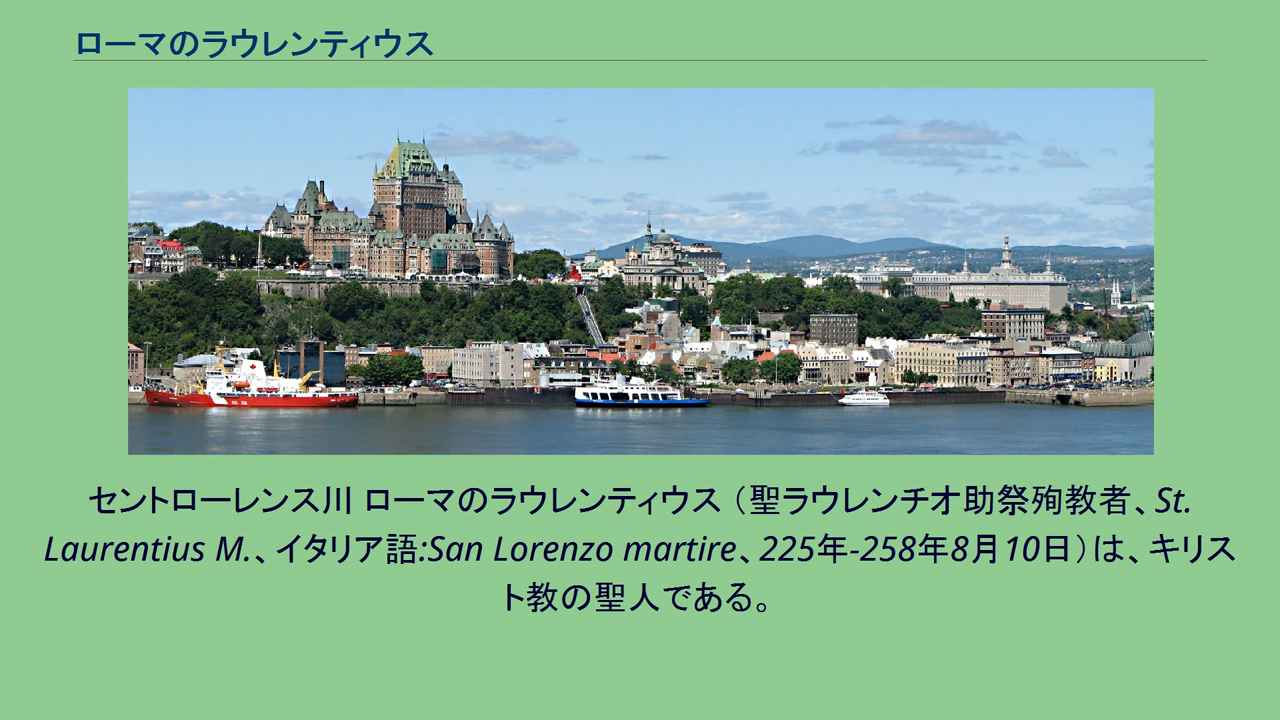 ローマのラウレンティウス
セントローレンス川 ローマのラウレンティウス（聖ラウレンチオ助祭殉教者、St.
Laurentius M.、イタリア語:San Lorenzo martire、225年-258年8月10日）は、キリス
ト教の聖人である。